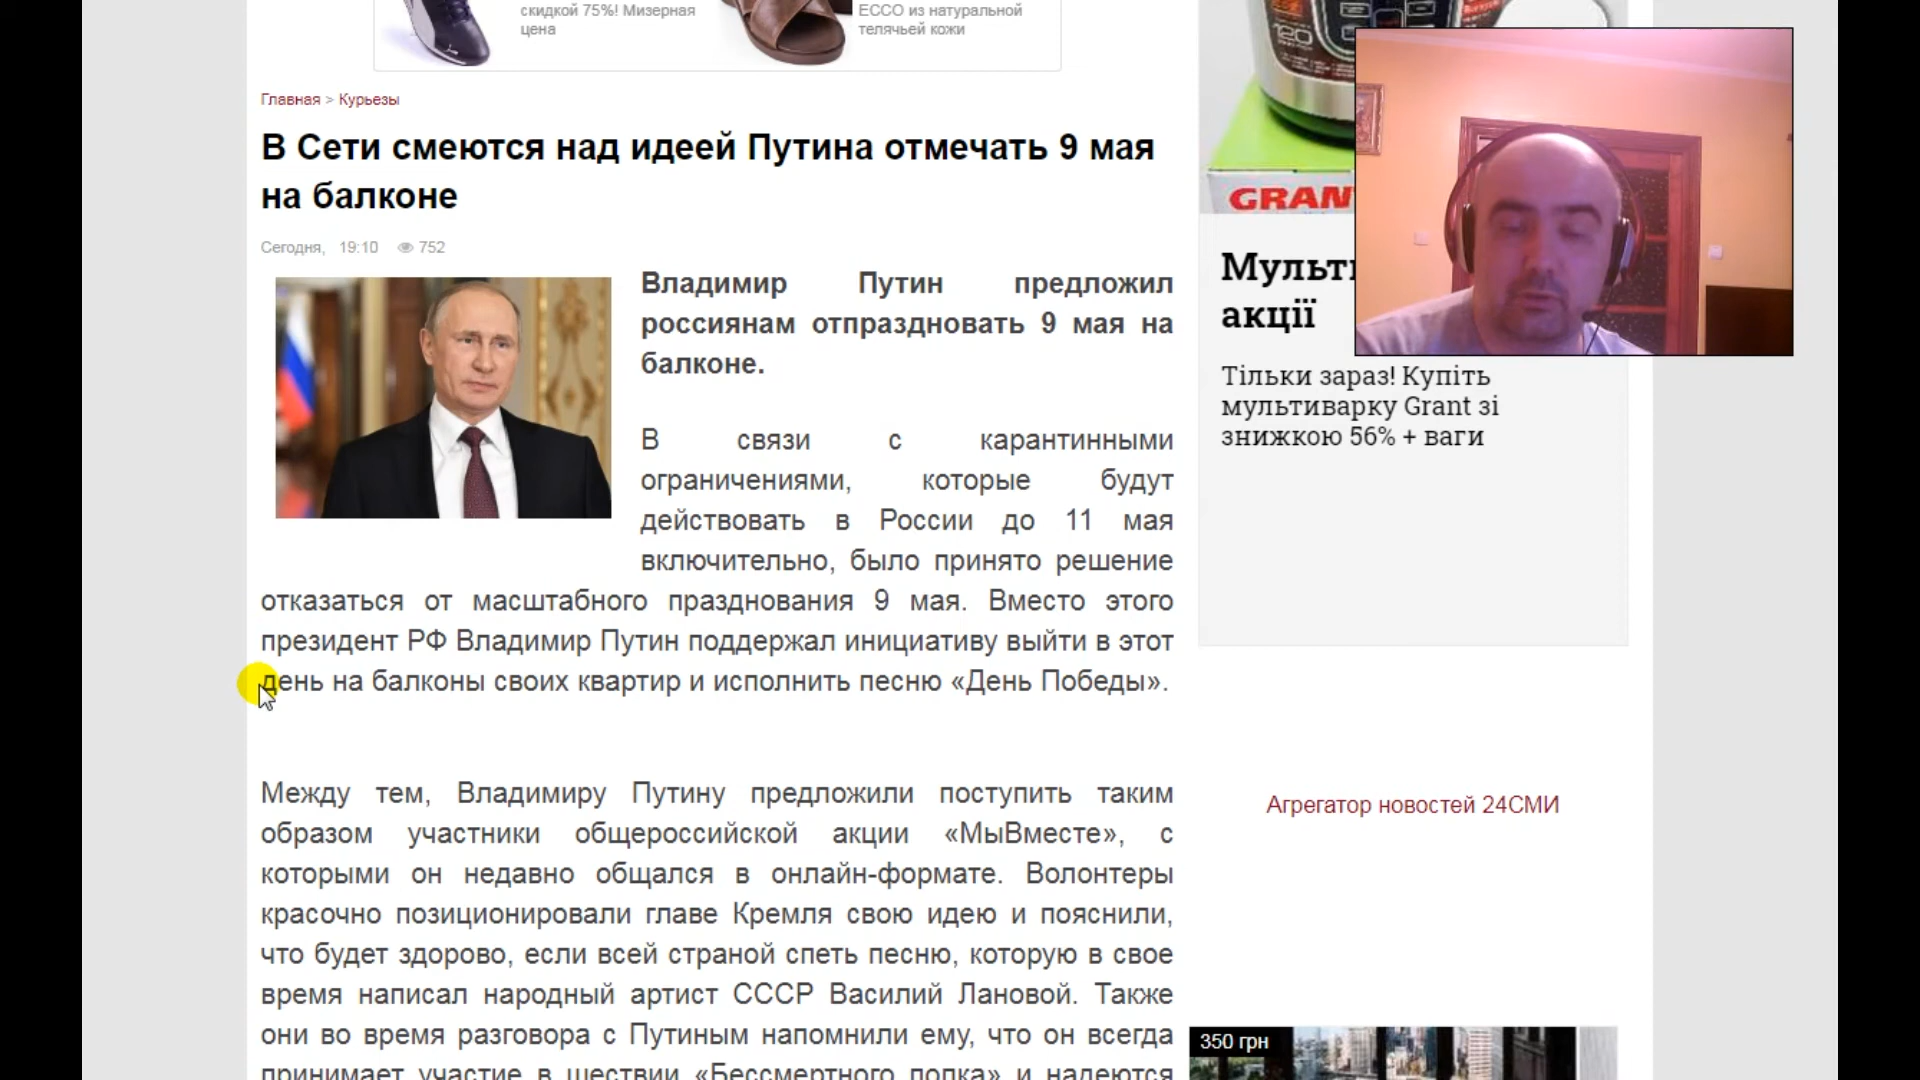 скидкой 75%! Мизерная
цена
ECCO из натуральной
телячьей кожи
Главная > Курьезы
В Сети смеются над идеей Путина отмечать 9 мая
на балконе
Сегодня, 19:10 752
Владимир Путин предложил
россиянам отпраздновать 9 мая на
балконе.
В связи с карантинными
ограничениями, которые будут
действовать в России до 11 мая
включительно, было принято решение
отказаться от масштабного празднования 9 мая. Вместо этого
президент РФ Владимир Путин поддержал инициативу выйти в этот
день на балконы своих квартир и исполнить песню «День Победы».
Между тем, Владимиру Путину предложили поступить таким
образом участники общероссийской акции «МыВместе», с
которыми он недавно общался в онлайн-формате. Волонтеры
красочно позиционировали главе Кремля свою идею и пояснили,
что будет здорово, если всей страной спеть песню, которую в свое
время написал народный артист СССР Василий Лановой. Также
они во время разговора с Путиным напомнили ему, что он всегда
принимает участие в шествии «Бессмертного полка» и надеются
GRANT
акції
Тільки зараз! Купіть
мультиварку Grant зі
знижкою 56% + ваги
Агрегатор новостей 24СМИ
350 грн